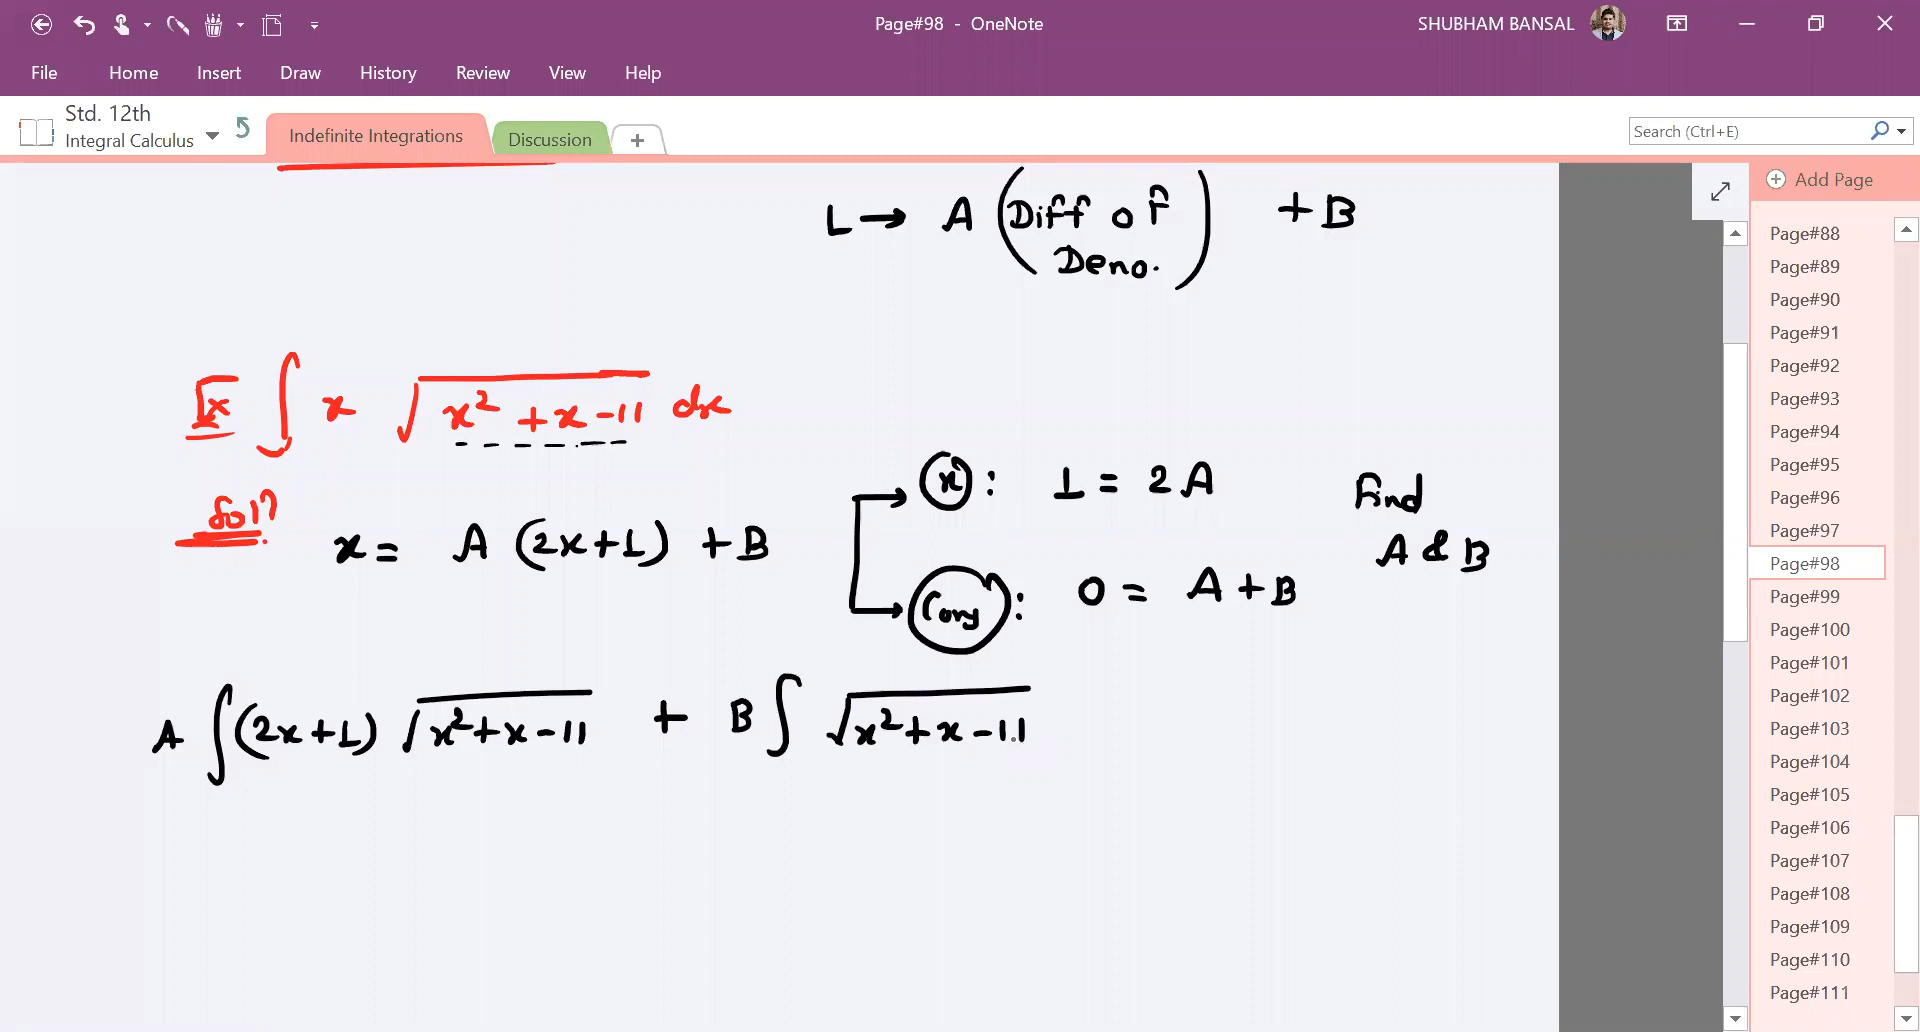 Page#98 - OneNote
SHUBHAM BANSAL
File Home Insert Draw History Review View Help
Std. 12th
Integral Calculus
Indefinite Integrations
Discussion
+
Search (Ctrl+E)
Add Page
L → A (Diff of Deno.) + B
∫ x √(x² + x - 11) dx
Solⁿ
x = A (2x+1) + B
x : 1 = 2A
: 0 = A + B
Find
A & B
A ∫ (2x+1) √(x²+x-11) + B ∫ √(x²+x-11)
Page#88
Page#89
Page#90
Page#91
Page#92
Page#93
Page#94
Page#95
Page#96
Page#97
Page#98
Page#99
Page#100
Page#101
Page#102
Page#103
Page#104
Page#105
Page#106
Page#107
Page#108
Page#109
Page#110
Page#111